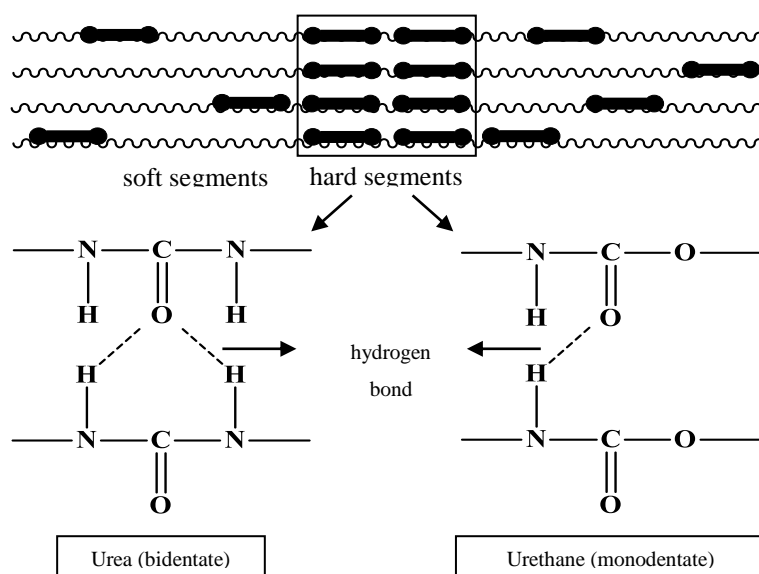 soft segments hard segments
N C N N C O
H O H H O
hydrogen
bond
H H H
N C N N C O
O O
Urea (bidentate) Urethane (monodentate)